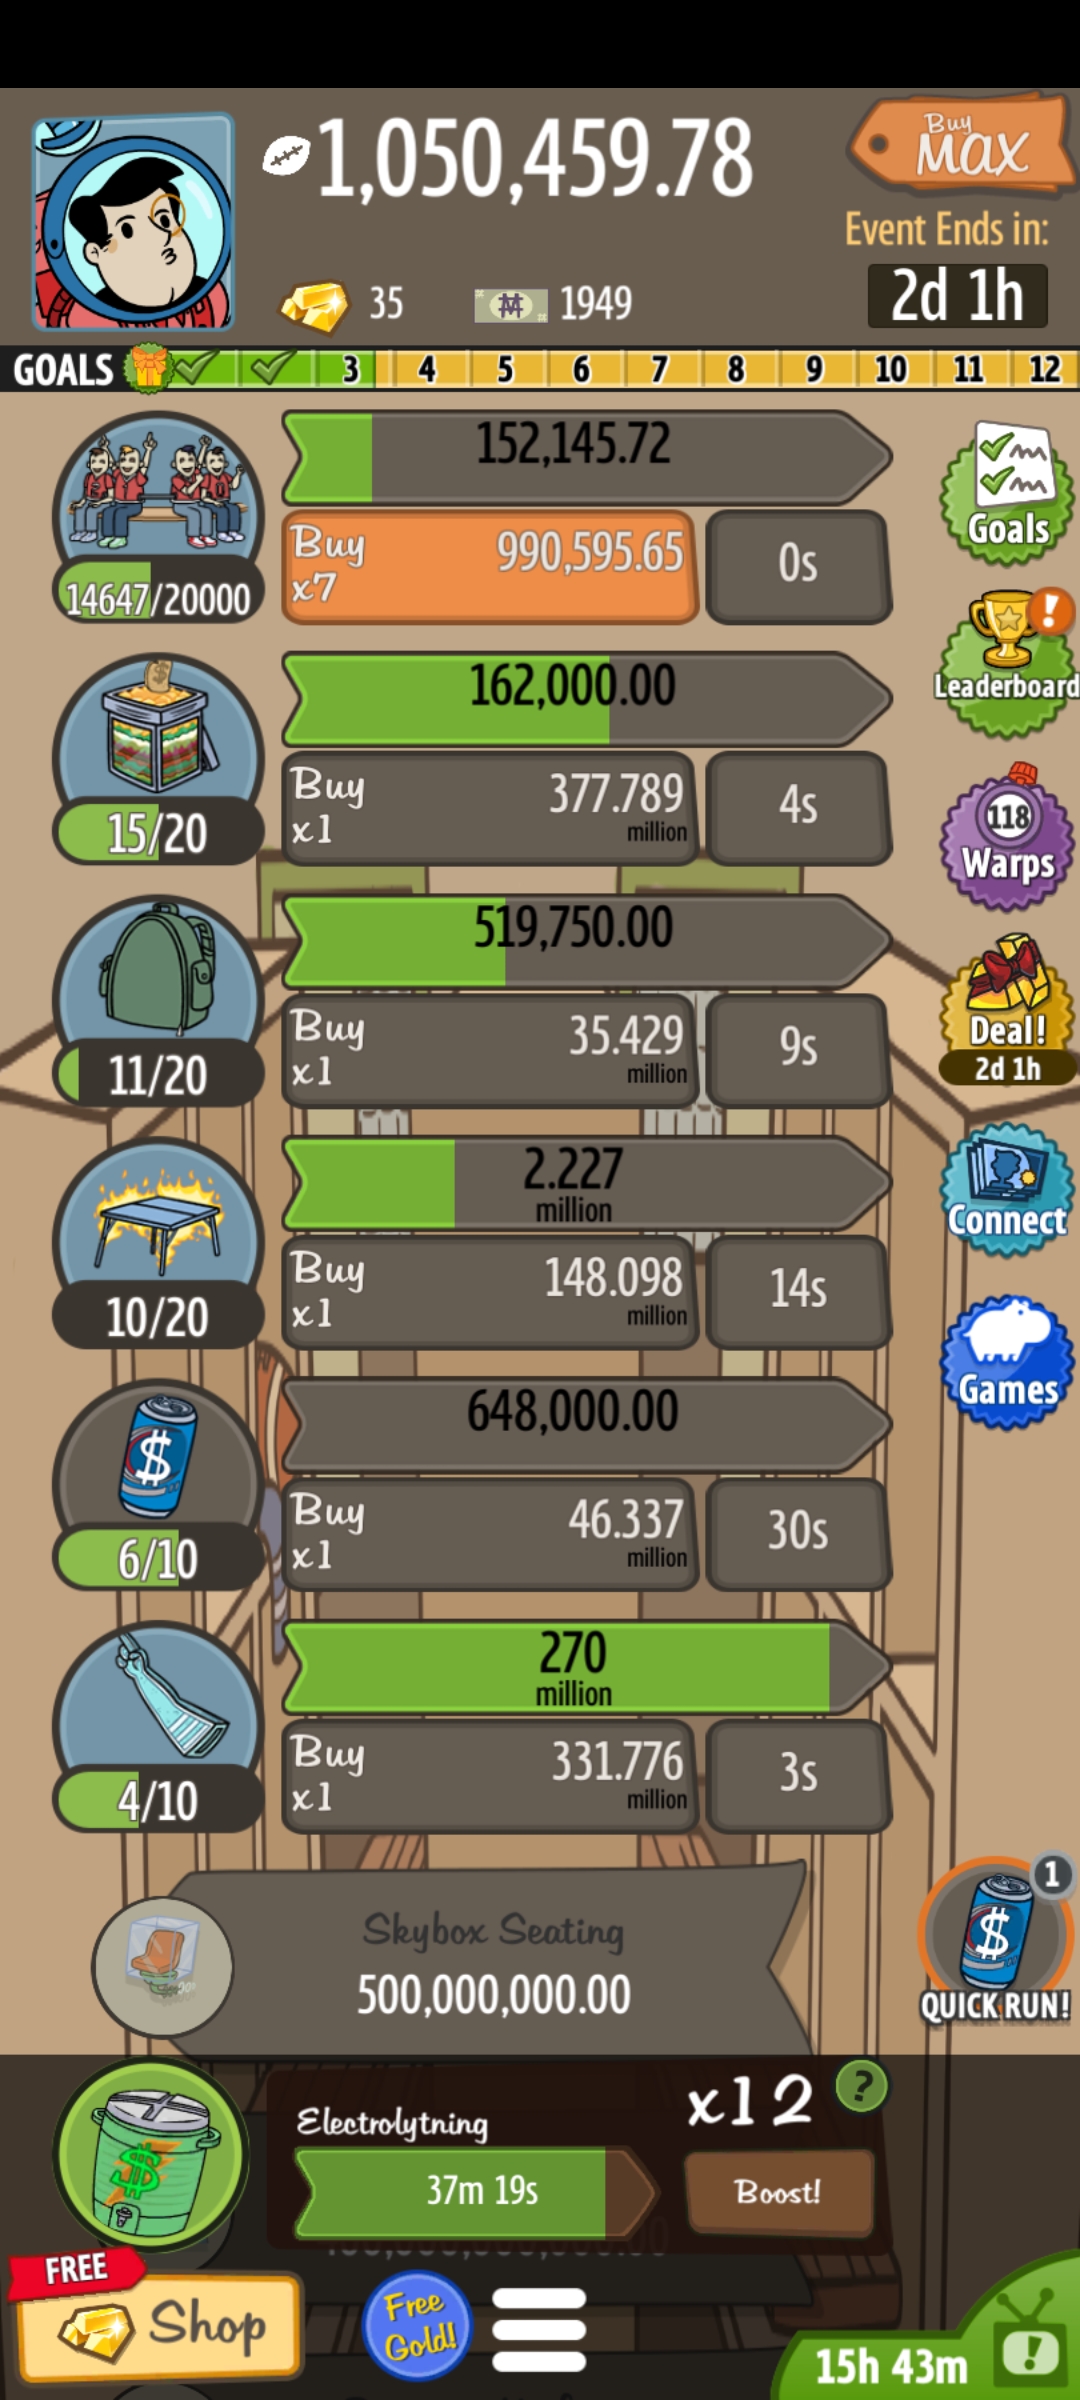 1,050,459.78
Buy
MAX
Event Ends in:
2d 1h
35
1949
GOALS 3 4 5 6 7 8 9 10 11 12
152,145.72
Buy
x7
990,595.65
0s
14647/20000
Goals
162,000.00
Leaderboard
Buy
x1
377.789
million
4s
15/20
118
Warps
519,750.00
Buy
x1
35.429
million
9s
11/20
Deal!
2d 1h
2.227
million
Buy
x1
148.098
million
14s
10/20
Connect
648,000.00
Games
Buy
x1
46.337
million
30s
6/10
270
million
Buy
x1
331.776
million
3s
4/10
Skybox Seating
500,000,000.00
1
QUICK RUN!
Electrolytning
x12
?
37m 19s
Boost!
FREE
Shop
Free
Gold!
15h 43m